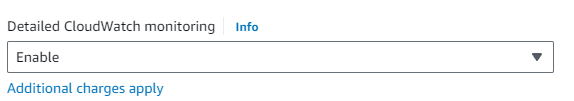 Detailed CloudWatch monitoring Info
Enable
Additional charges apply